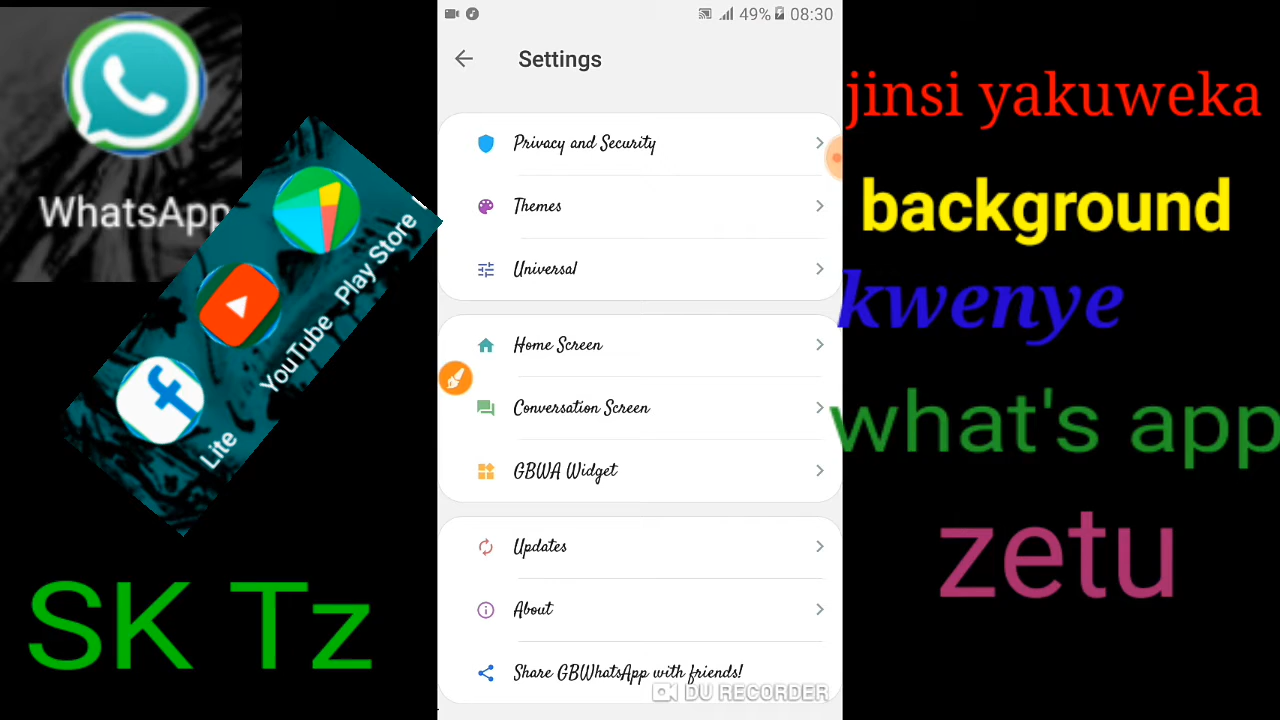 WhatsApp
Play Store
YouTube
Lite
SK Tz
49% 08:30
Settings
Privacy and Security
Themes
Universal
Home Screen
Conversation Screen
GBWA Widget
Updates
About
Share GBWhatsApp with friends!
DU RECORDER
jinsi yakuweka
background
kwenye
what's app
zetu